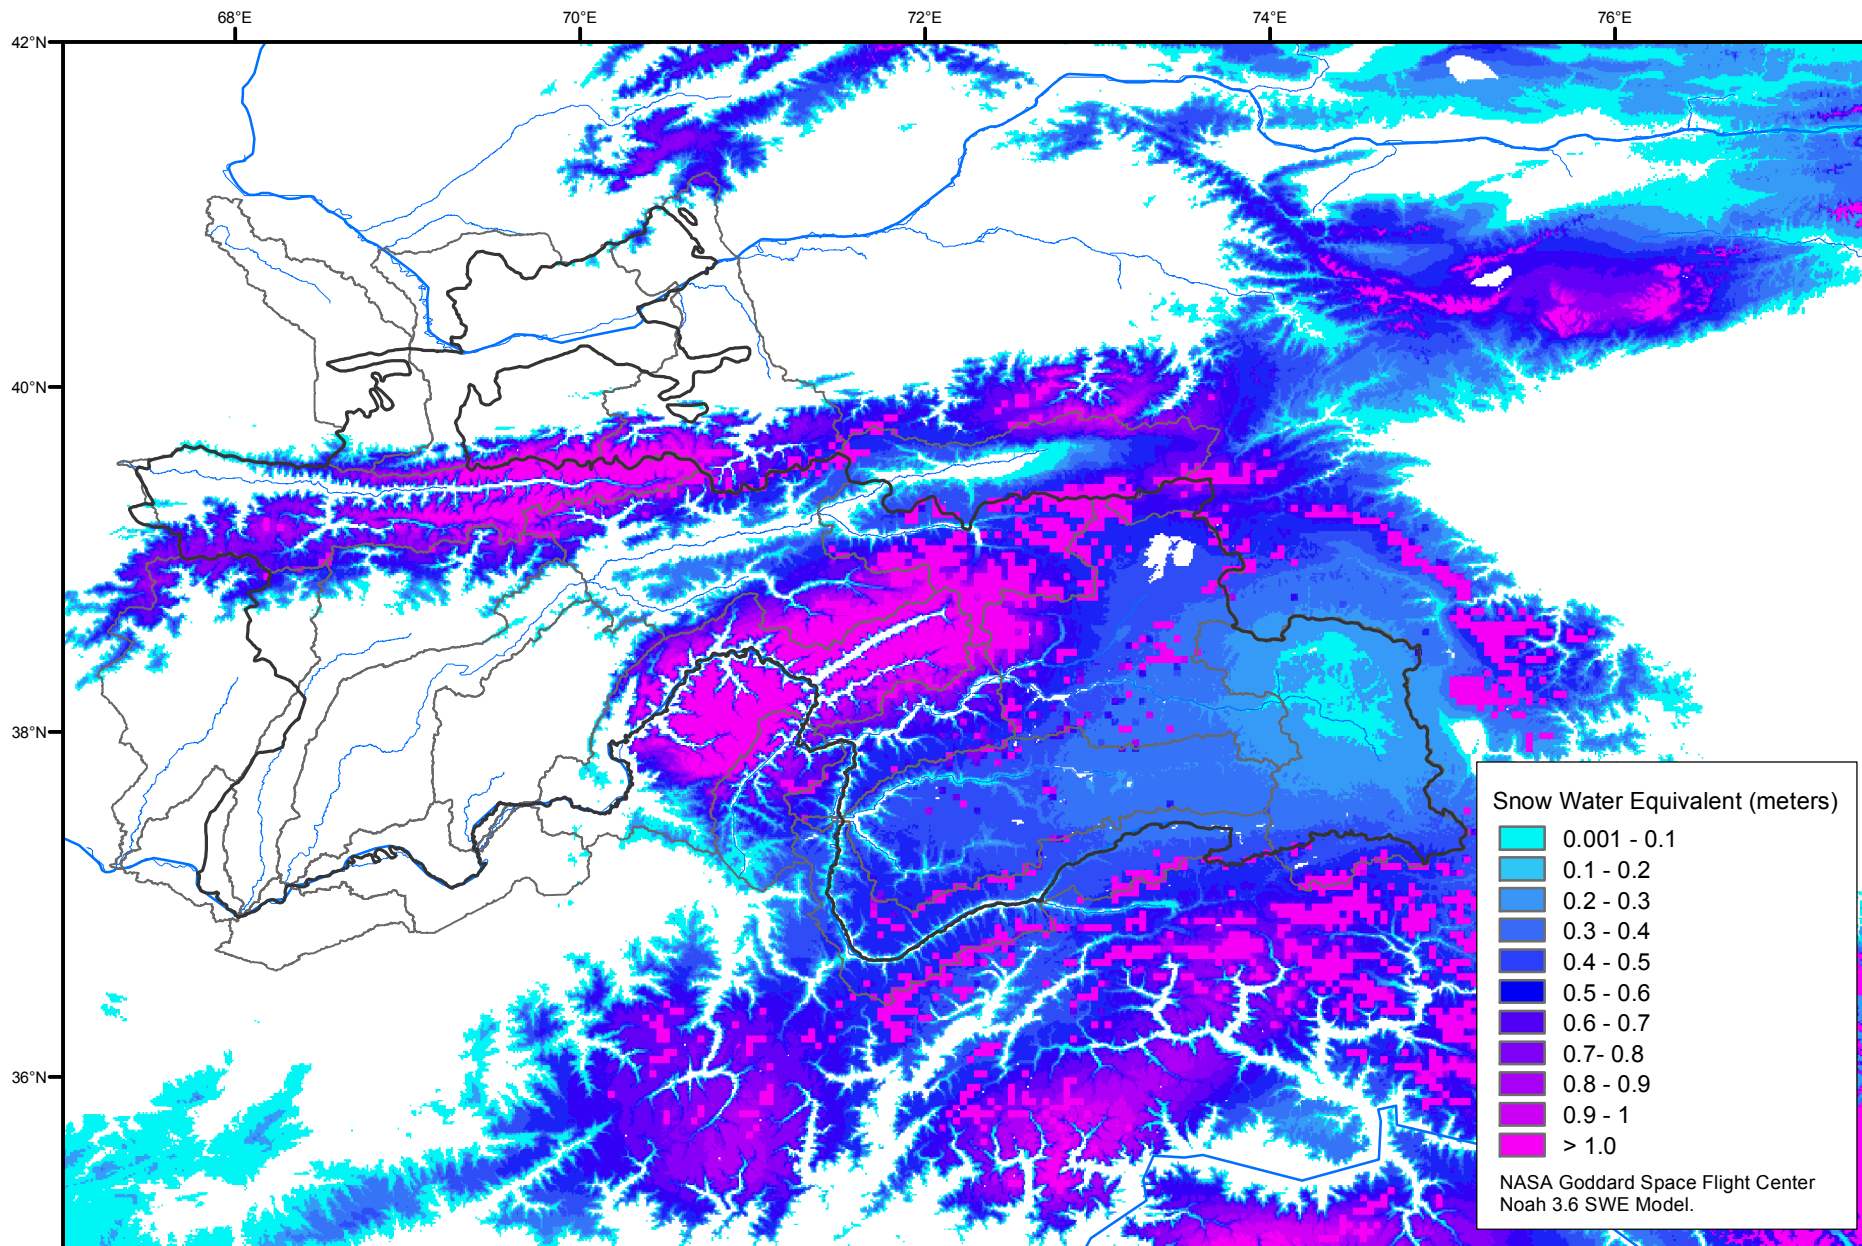 68°E 70°E 72°E 74°E 76°E
42°N
40°N
38°N
36°N
Snow Water Equivalent (meters)
0.001 - 0.1
0.1 - 0.2
0.2 - 0.3
0.3 - 0.4
0.4 - 0.5
0.5 - 0.6
0.6 - 0.7
0.7- 0.8
0.8 - 0.9
0.9 - 1
> 1.0
NASA Goddard Space Flight Center
Noah 3.6 SWE Model.